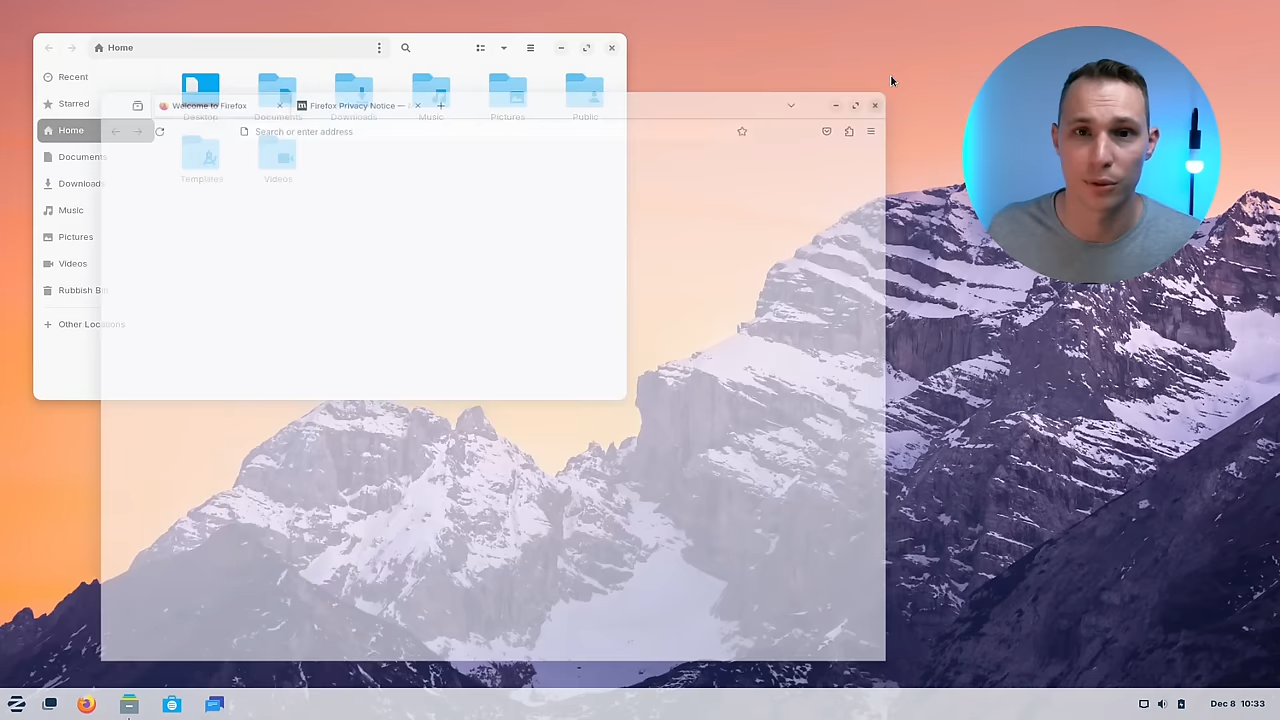 Home
Recent
Starred
Home
Documents
Downloads
Music
Pictures
Videos
Rubbish Bin
Other Locations
Desktop
Documents
Downloads
Music
Pictures
Public
Templates
Videos
Welcome to Firefox
Firefox Privacy Notice —
Search or enter address
Dec 8 10:33